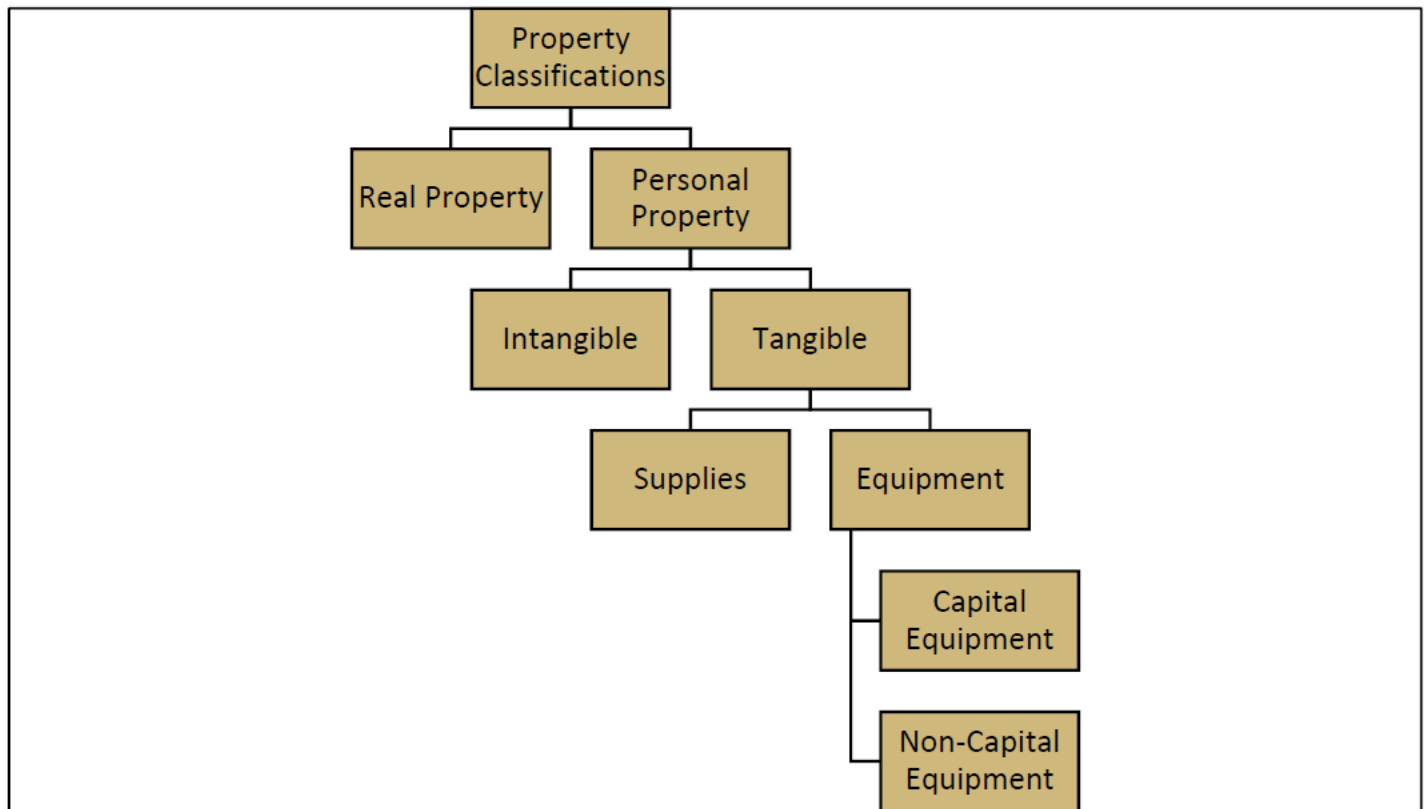 Property
Classifications
Real Property
Personal
Property
Intangible
Tangible
Supplies
Equipment
Capital
Equipment
Non-Capital
Equipment